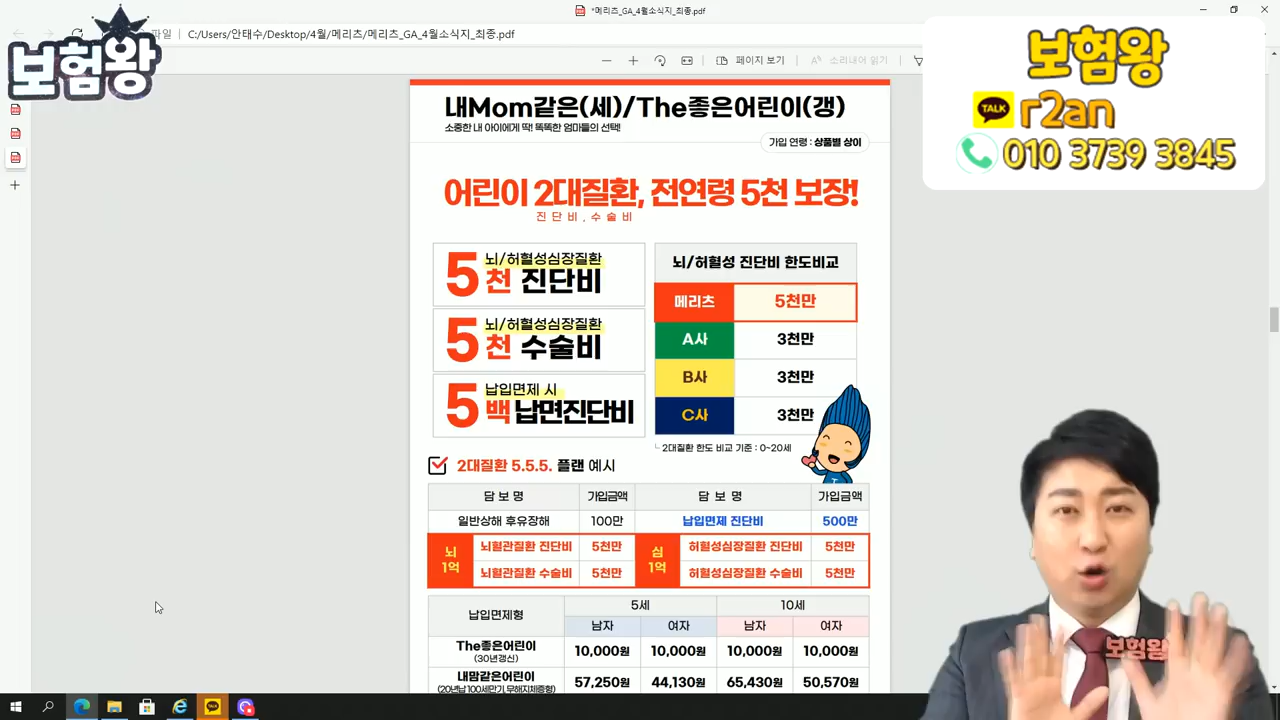 *메리츠_GA_4월소식지_최종.pdf
파일
C:/Users/안태수/Desktop/4월/메리츠/메리츠_GA_4월소식지_최종.pdf
보험왕
보험왕
TALK r2an
010 3739 3845
페이지 보기
소리내어 읽기
내Mom같은(세)/The좋은어린이(갱)
소중한 내 아이에게 딱! 똑똑한 엄마들의 선택!
가입 연령 : 상품별 상이
어린이 2대질환, 전연령 5천 보장!
진단비, 수술비
5천 뇌/허혈성심장질환 진단비
5천 뇌/허혈성심장질환 수술비
5백 납입면제 시 납면진단비
뇌/허혈성 진단비 한도비교
메리츠 5천만
A사 3천만
B사 3천만
C사 3천만
2대질환 한도 비교 기준 : 0~20세
2대질환 5.5.5. 플랜 예시
담보명 가입금액 담보명 가입금액
일반상해 후유장해 100만 납입면제 진단비 500만
뇌 1억 뇌혈관질환 진단비 5천만 심 1억 허혈성심장질환 진단비 5천만
뇌혈관질환 수술비 5천만 허혈성심장질환 수술비 5천만
납입면제형 5세 10세
남자 여자 남자 여자
The좋은어린이 10,000원 10,000원 10,000원 10,000원
(30년갱신)
내맘같은어린이 57,250원 44,130원 65,430원 50,570원
(20년납 100세만기, 무해지체증형)
보험왕